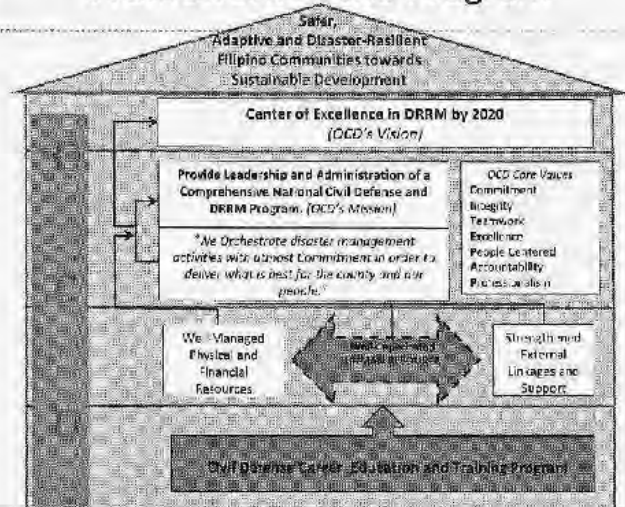 Safer,
Adaptive and Disaster-Resilient
Filipino Communities towards
Sustainable Development
Center of Excellence in DRRM by 2020
(OCD's Vision)
Provide Leadership and Administration of a
Comprehensive National Civil Defense and
DRRM Program. (OCD's Mission)
"We Orchestrate disaster management
activities with utmost Commitment in order to
deliver what is best for the county and our
people."
OCD Core Values
Commitment
Integrity
Teamwork
Excellence
People Centered
Accountability
Professionalism
Well Managed
Physical and
Financial
Resources
Strengthened
External
Linkages and
Support
Civil Defense Career Education and Training Program